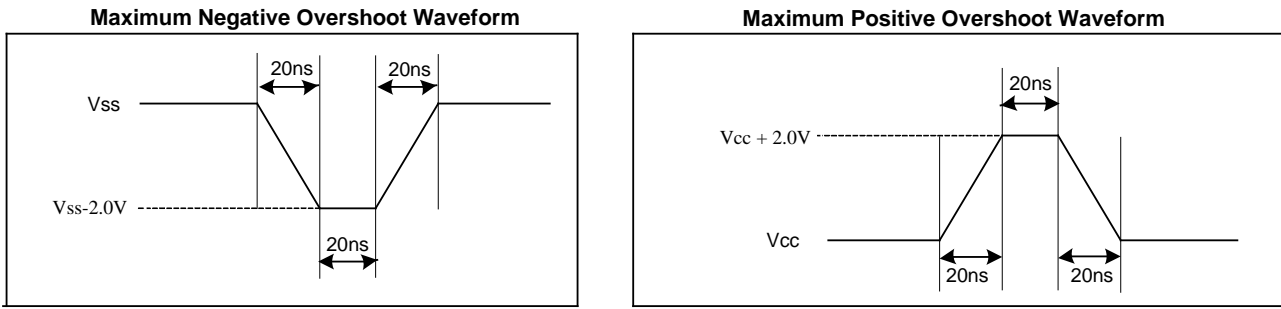 Maximum Negative Overshoot Waveform
20ns
20ns
Vss
Vss-2.0V
20ns
Maximum Positive Overshoot Waveform
20ns
Vcc + 2.0V
Vcc
20ns
20ns